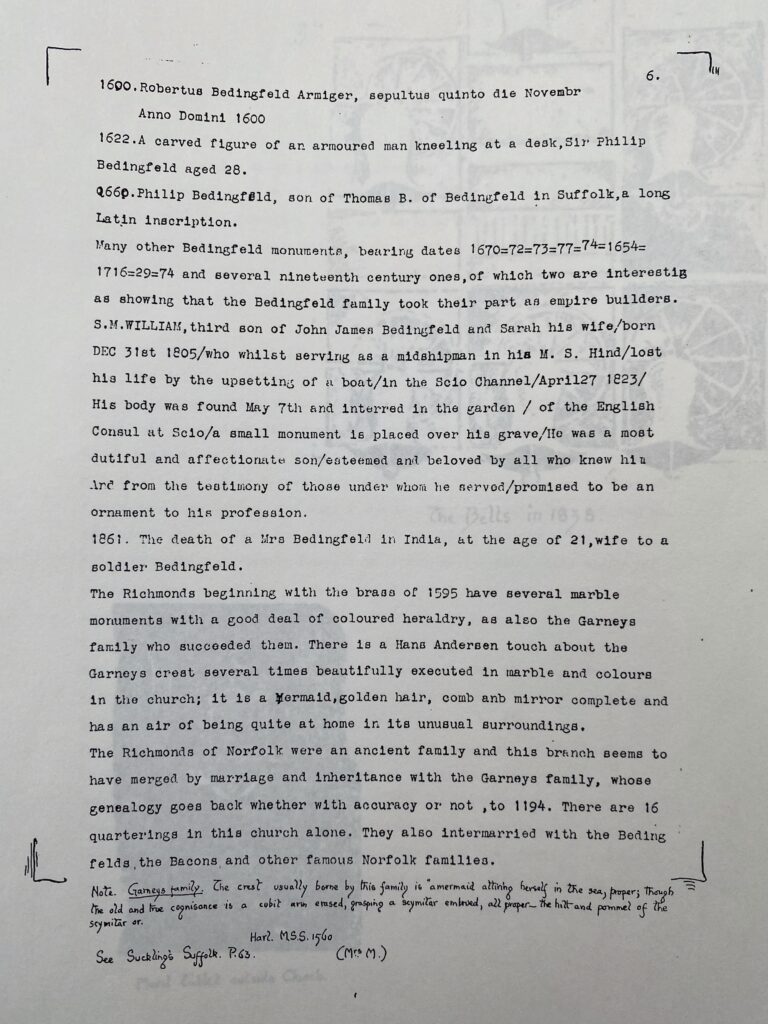 6.
1600.Robertus Bedingfeld Armiger, sepultus quinto die Novembr
Anno Domini 1600
1622.A carved figure of an armoured man kneeling at a desk,Sir Philip
Bedingfeld aged 28.
1660.Philip Bedingfeld, son of Thomas B. of Bedingfeld in Suffolk,a long
Latin inscription.
Many other Bedingfeld monuments, bearing dates 1670=72=73=77=74=1654=
1716=29=74 and several nineteenth century ones,of which two are interestig
as showing that the Bedingfeld family took their part as empire builders.
S.M.WILLIAM,third son of John James Bedingfeld and Sarah his wife/born
DEC 31st 1805/who whilst serving as a midshipman in his M. S. Hind/lost
his life by the upsetting of a boat/in the Scio Channel/April27 1823/
His body was found May 7th and interred in the garden / of the English
Consul at Scio/a small monument is placed over his grave/He was a most
dutiful and affectionate son/esteemed and beloved by all who knew him
And from the testimony of those under whom he served/promised to be an
ornament to his profession.
1861. The death of a Mrs Bedingfeld in India, at the age of 21,wife to a
soldier Bedingfeld.
The Richmonds beginning with the brass of 1595 have several marble
monuments with a good deal of coloured heraldry, as also the Garneys
family who succeeded them. There is a Hans Andersen touch about the
Garneys crest several times beautifully executed in marble and colours
in the church; it is a Mermaid,golden hair, comb anb mirror complete and
has an air of being quite at home in its unusual surroundings.
The Richmonds of Norfolk were an ancient family and this branch seems to
have merged by marriage and inheritance with the Garneys family, whose
genealogy goes back whether with accuracy or not ,to 1194. There are 16
quarterings in this church alone. They also intermarried with the Beding
felds,the Bacons and other famous Norfolk families.
Note. Garneys family. The crest usually borne by this family is "amermaid attiring herself in the sea, proper; though
the old and true cognisance is a cubit arm erased, grasping a scymitar embrued, all proper_ the hilt and pommel of the
scymitar or.
Harl. M.S.S. 1560
See Suckling's Suffolk. P.63. (Mrs M.)
The Bells in 1838